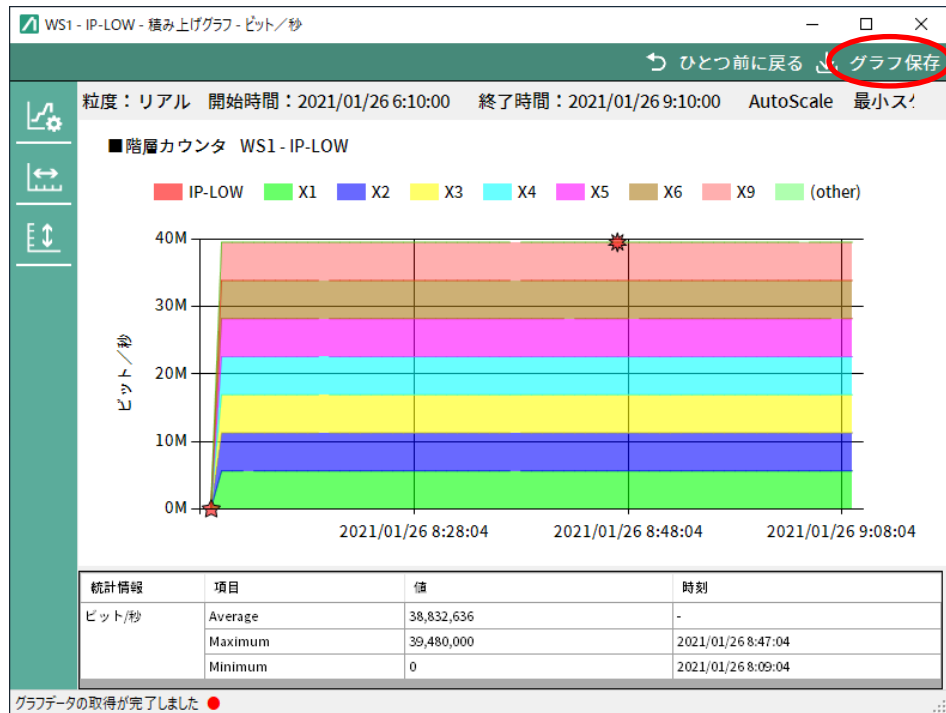 WS1 - IP-LOW - 積み上げグラフ - ビット／秒
ひとつ前に戻る グラフ保存
粒度：リアル 開始時間：2021/01/26 6:10:00 終了時間：2021/01/26 9:10:00 AutoScale 最小スケ
■階層カウンタ WS1 - IP-LOW
IP-LOW X1 X2 X3 X4 X5 X6 X9 (other)
40M
30M
20M
10M
0M
ビット／秒
2021/01/26 8:28:04 2021/01/26 8:48:04 2021/01/26 9:08:04
統計情報 項目 値 時刻
ビット/秒 Average 38,832,636 -
Maximum 39,480,000 2021/01/26 8:47:04
Minimum 0 2021/01/26 8:09:04
グラフデータの取得が完了しました